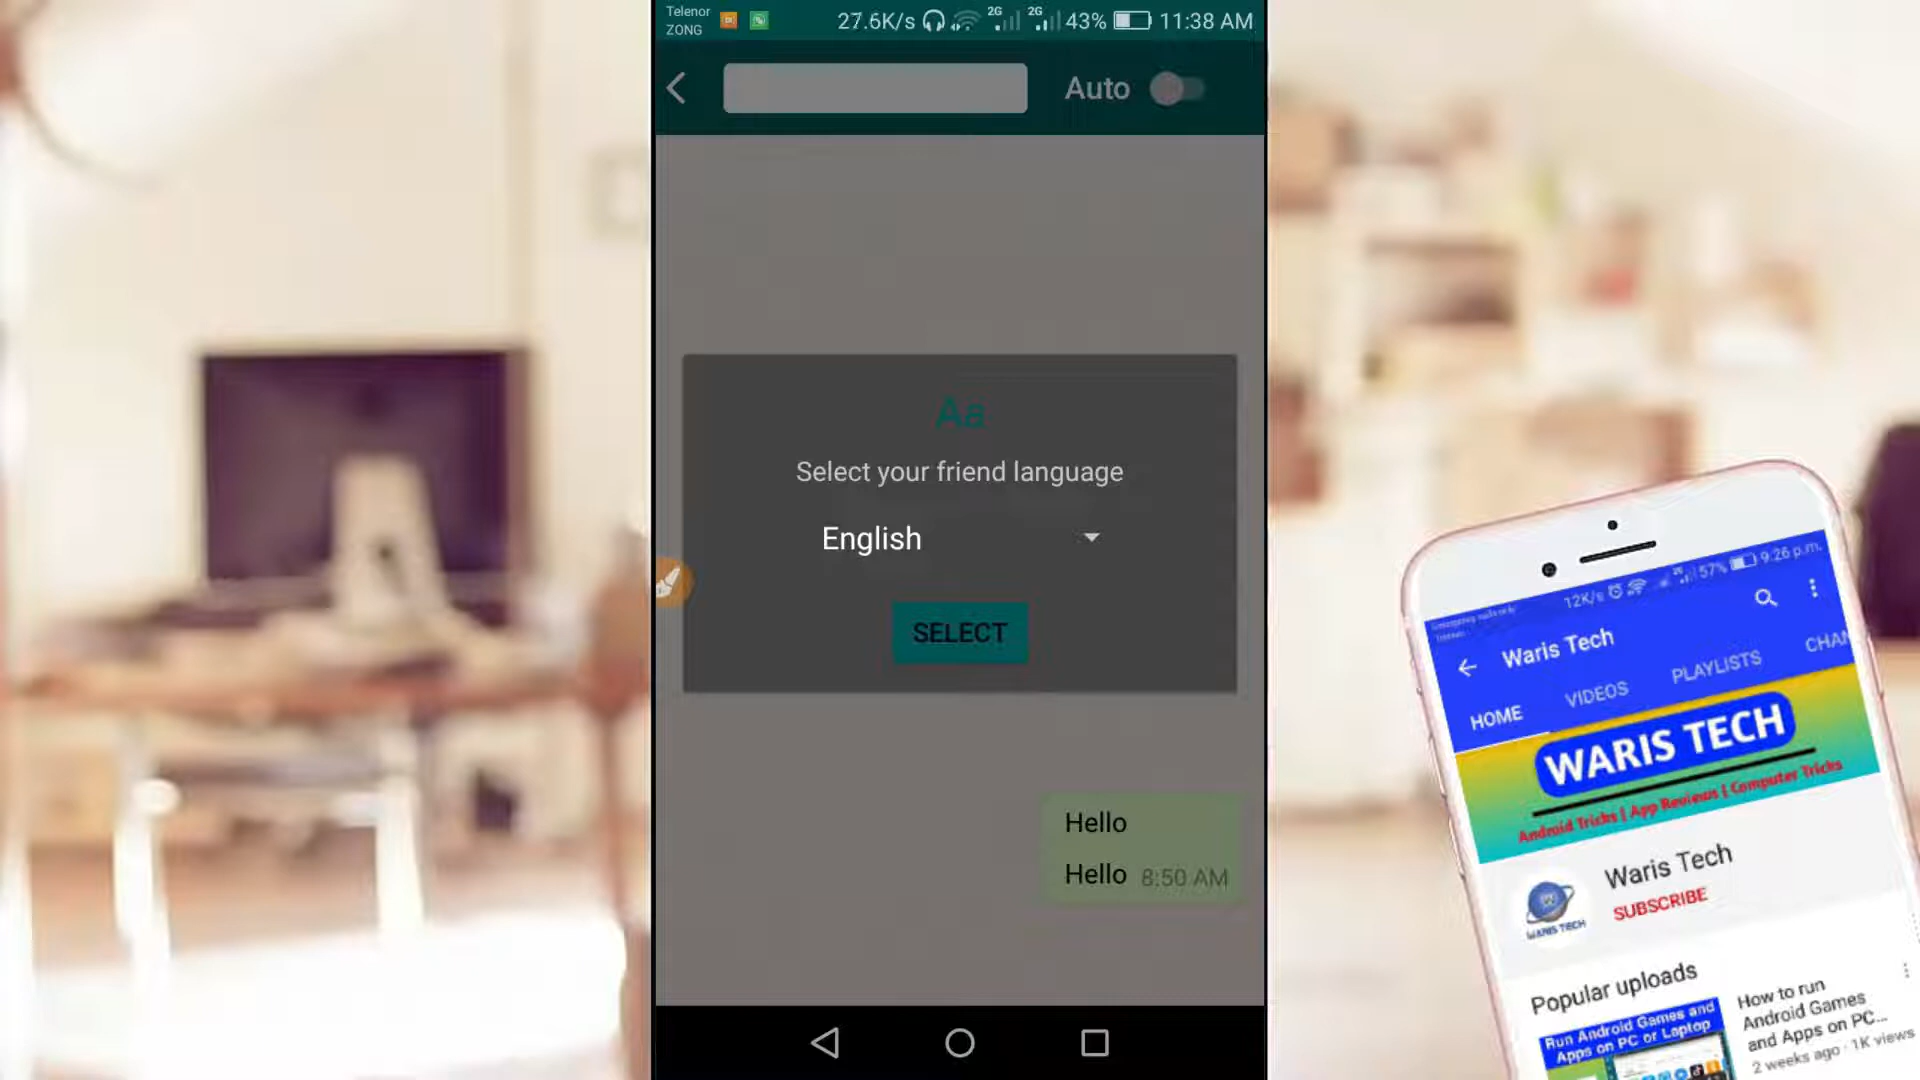 Telenor
ZONG
27.6K/s 2G 2G 43% 11:38 AM
Auto
Aa
Select your friend language
English
SELECT
Hello
Hello 8:50 AM
12K/s 2G 57% 9:26 p.m.
Waris Tech
HOME VIDEOS PLAYLISTS CHAN
WARIS TECH
Android Tricks | App Reviews | Computer Tricks
Waris Tech
SUBSCRIBE
W
WARIS TECH
Popular uploads
Run Android Games and
Apps on PC or Laptop
How to run
Android Games
and Apps on PC...
2 weeks ago · 1K views